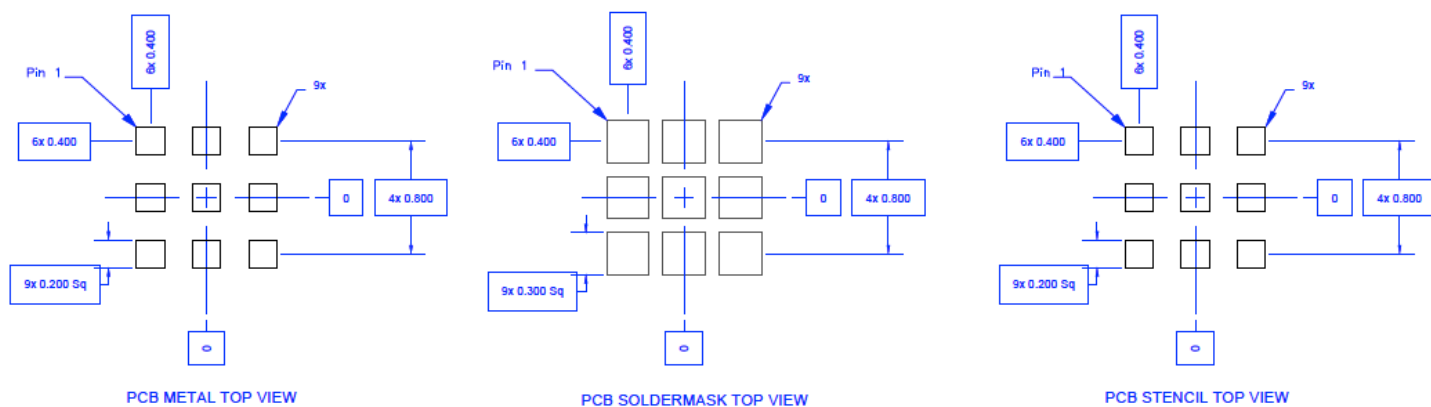 6x 0.400
Pin 1
9x
6x 0.400
0
4x 0.800
9x 0.200 Sq
0
PCB METAL TOP VIEW
6x 0.400
Pin 1
9x
6x 0.400
0
4x 0.800
9x 0.300 Sq
0
PCB SOLDERMASK TOP VIEW
6x 0.400
Pin 1
9x
6x 0.400
0
4x 0.800
9x 0.200 Sq
0
PCB STENCIL TOP VIEW